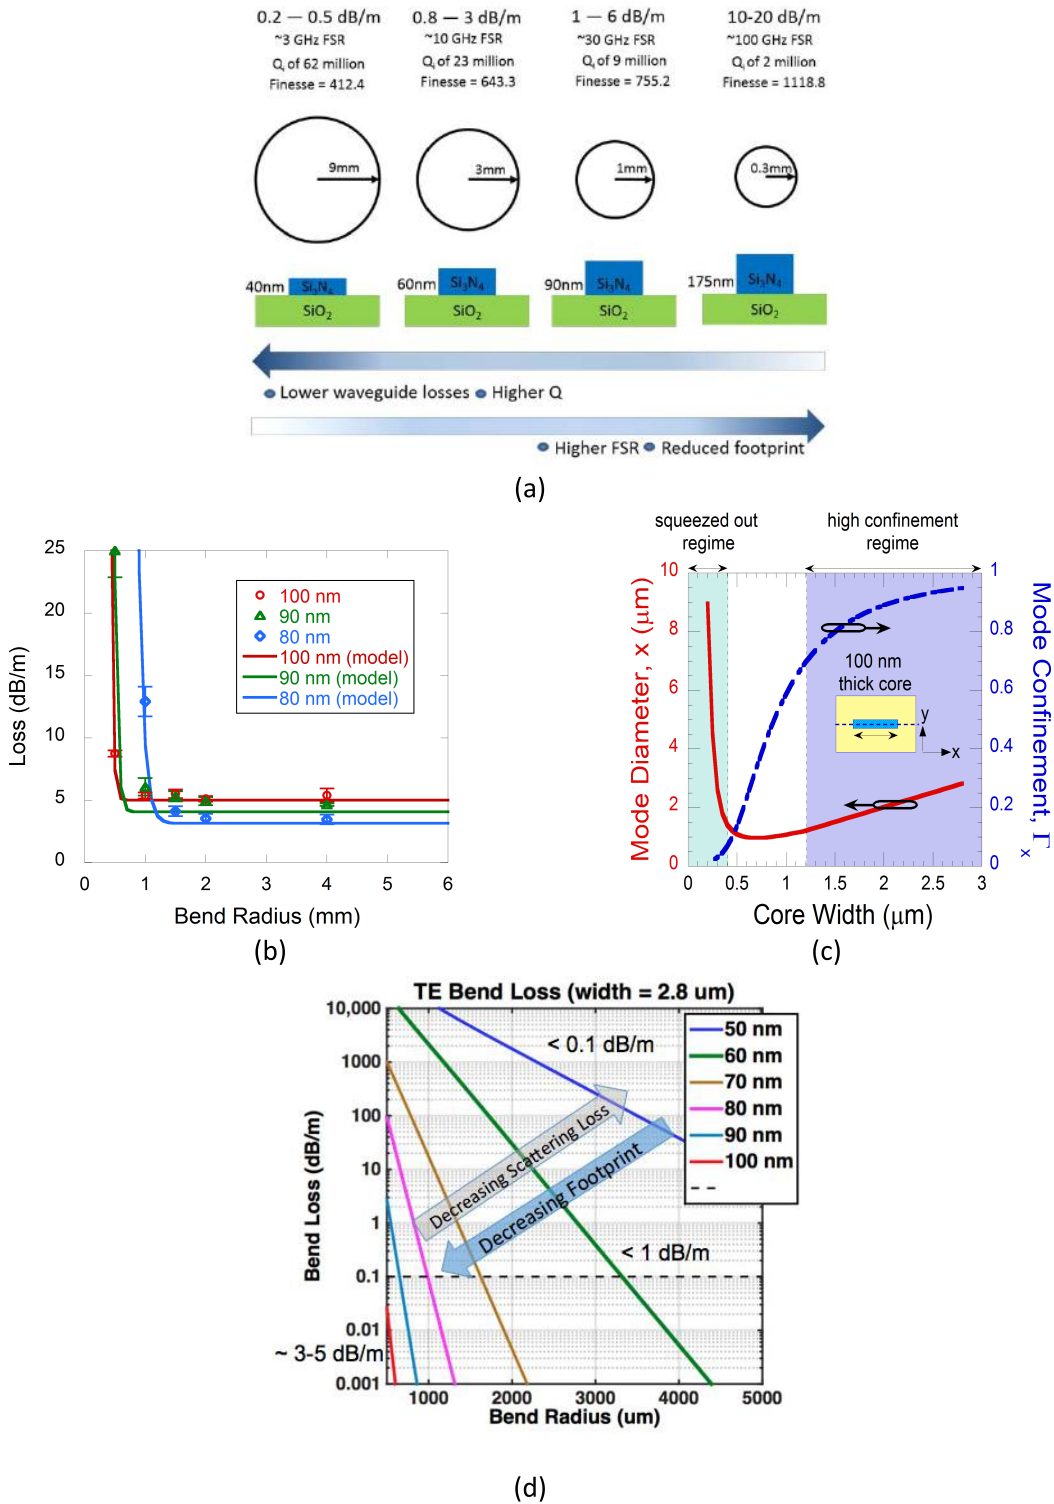 0.2 — 0.5 dB/m
~3 GHz FSR
Qi of 62 million
Finesse = 412.4
0.8 — 3 dB/m
~10 GHz FSR
Qi of 23 million
Finesse = 643.3
1 — 6 dB/m
~30 GHz FSR
Qi of 9 million
Finesse = 755.2
10-20 dB/m
~100 GHz FSR
Qi of 2 million
Finesse = 1118.8
9mm
3mm
1mm
0.3mm
40nm
Si3N4
SiO2
60nm
Si3N4
SiO2
90nm
Si3N4
SiO2
175nm
Si3N4
SiO2
Lower waveguide losses
Higher Q
Higher FSR
Reduced footprint
(a)
Loss (dB/m)
25
20
15
10
5
0
0
1
2
3
4
5
6
Bend Radius (mm)
100 nm
90 nm
80 nm
100 nm (model)
90 nm (model)
80 nm (model)
(b)
squeezed out
regime
high confinement
regime
Mode Diameter, x (μm)
10
8
6
4
2
0
1
0.8
0.6
0.4
0.2
0
Mode Confinement, Γx
100 nm
thick core
y
x
0
0.5
1
1.5
2
2.5
3
Core Width (μm)
(c)
TE Bend Loss (width = 2.8 um)
Bend Loss (dB/m)
10,000
1000
100
10
1
0.1
0.01
0.001
1000
2000
3000
4000
5000
Bend Radius (um)
< 0.1 dB/m
Decreasing Scattering Loss
Decreasing Footprint
< 1 dB/m
~ 3-5 dB/m
50 nm
60 nm
70 nm
80 nm
90 nm
100 nm
(d)